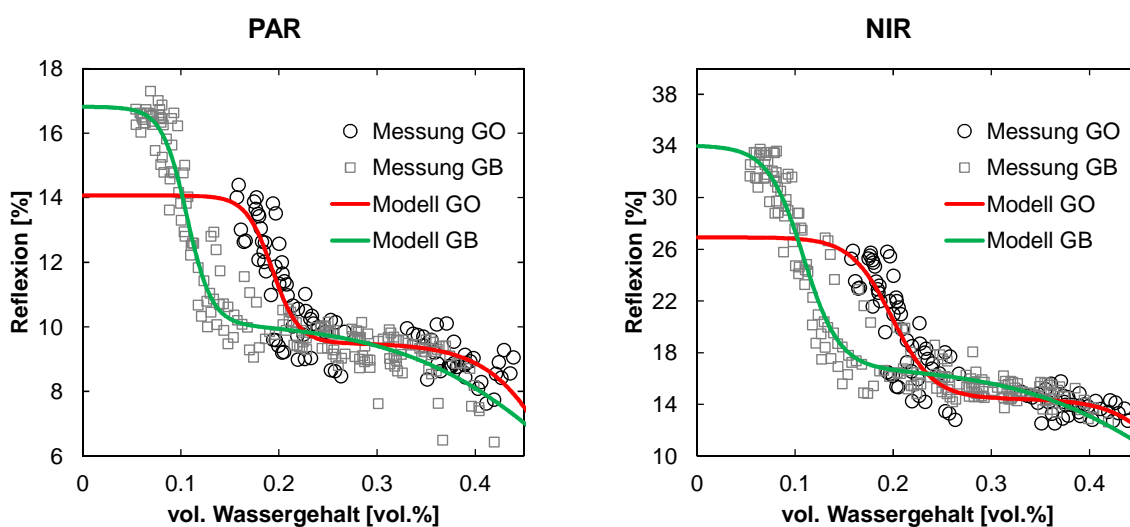 PAR
Reflexion [%]
18
16
14
12
10
8
6
0
0.1
0.2
0.3
0.4
vol. Wassergehalt [vol.%]
Messung GO
Messung GB
Modell GO
Modell GB
NIR
Reflexion [%]
38
34
30
26
22
18
14
10
0
0.1
0.2
0.3
0.4
vol. Wassergehalt [vol.%]
Messung GO
Messung GB
Modell GO
Modell GB